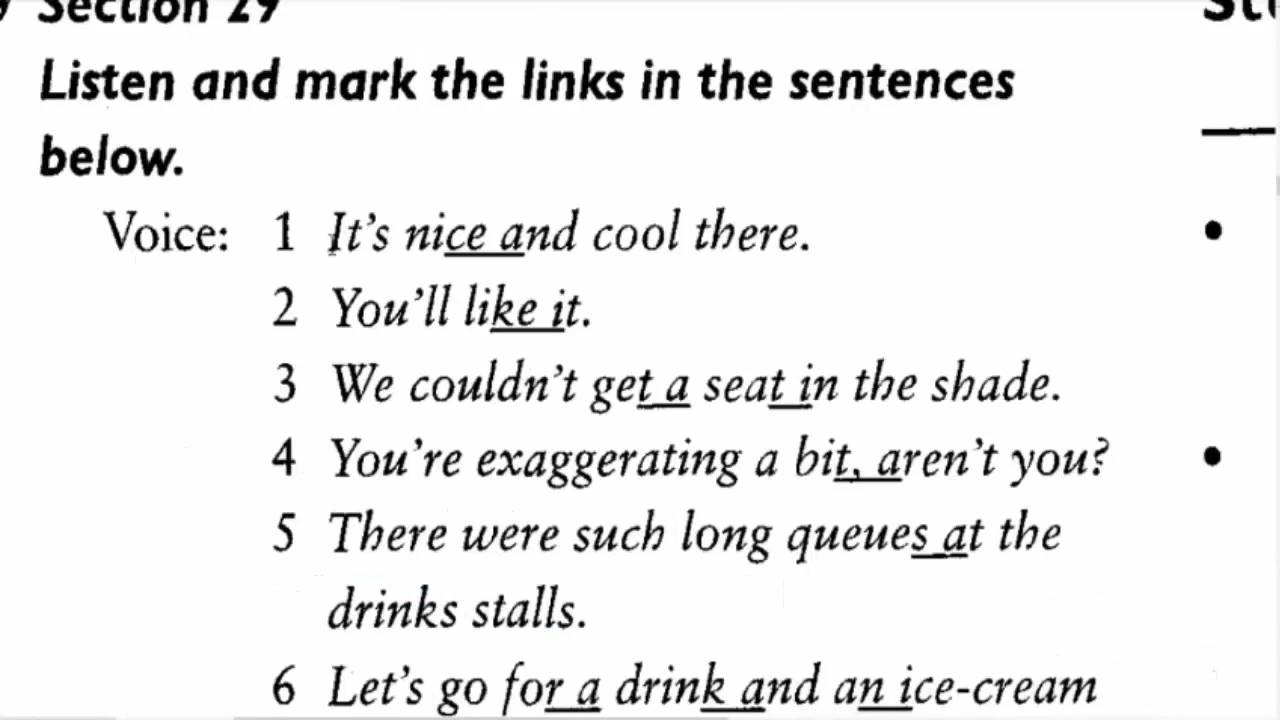 Section 29
Listen and mark the links in the sentences
below.
Voice: 1 It's nice and cool there.
2 You'll like it.
3 We couldn't get a seat in the shade.
4 You're exaggerating a bit, aren't you?
5 There were such long queues at the
drinks stalls.
6 Let's go for a drink and an ice-cream